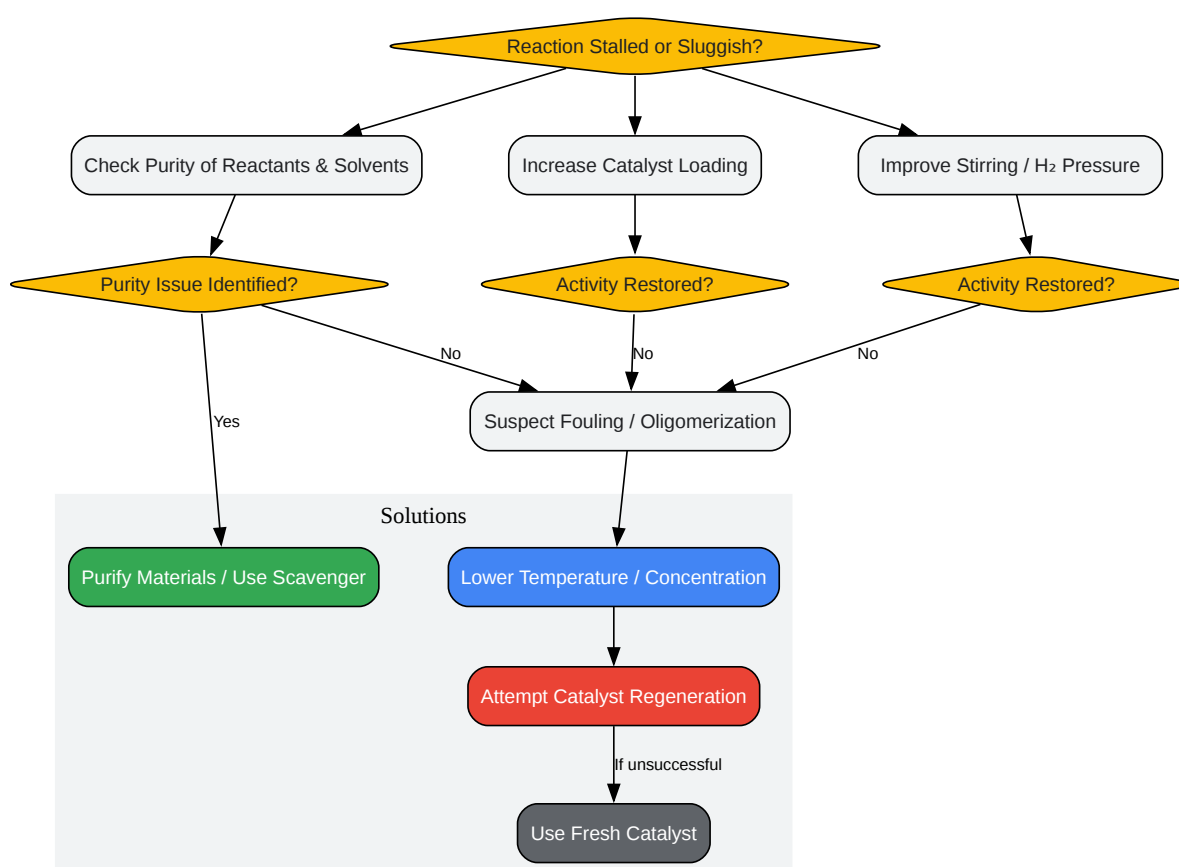 Reaction Stalled or Sluggish?
Check Purity of Reactants & Solvents
Increase Catalyst Loading
Improve Stirring / H₂ Pressure
Purity Issue Identified?
Activity Restored?
Activity Restored?
No
No
No
Suspect Fouling / Oligomerization
Yes
Solutions
Purify Materials / Use Scavenger
Lower Temperature / Concentration
Attempt Catalyst Regeneration
If unsuccessful
Use Fresh Catalyst